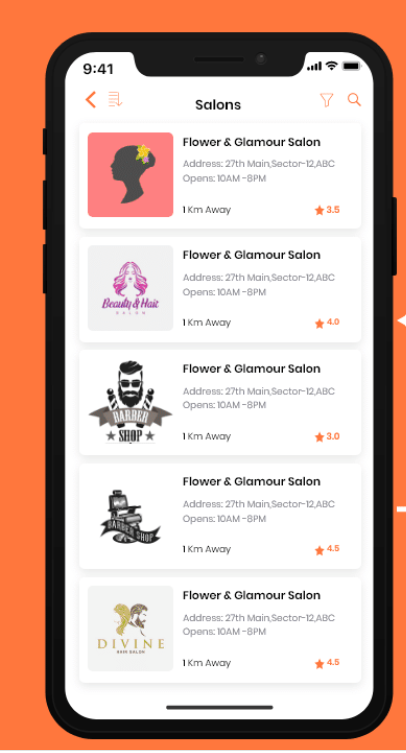 9:41
Salons
Flower & Glamour Salon
Address: 27th Main,Sector-12,ABC
Opens: 10AM -8PM
1 Km Away
3.5
Beauty & Hair
SALON
Flower & Glamour Salon
Address: 27th Main,Sector-12,ABC
Opens: 10AM -8PM
1 Km Away
4.0
BARBER
SHOP
Flower & Glamour Salon
Address: 27th Main,Sector-12,ABC
Opens: 10AM -8PM
1 Km Away
3.0
BARBER SHOP
Flower & Glamour Salon
Address: 27th Main,Sector-12,ABC
Opens: 10AM -8PM
1 Km Away
4.5
DIVINE
HAIR SALON
Flower & Glamour Salon
Address: 27th Main,Sector-12,ABC
Opens: 10AM -8PM
1 Km Away
4.5